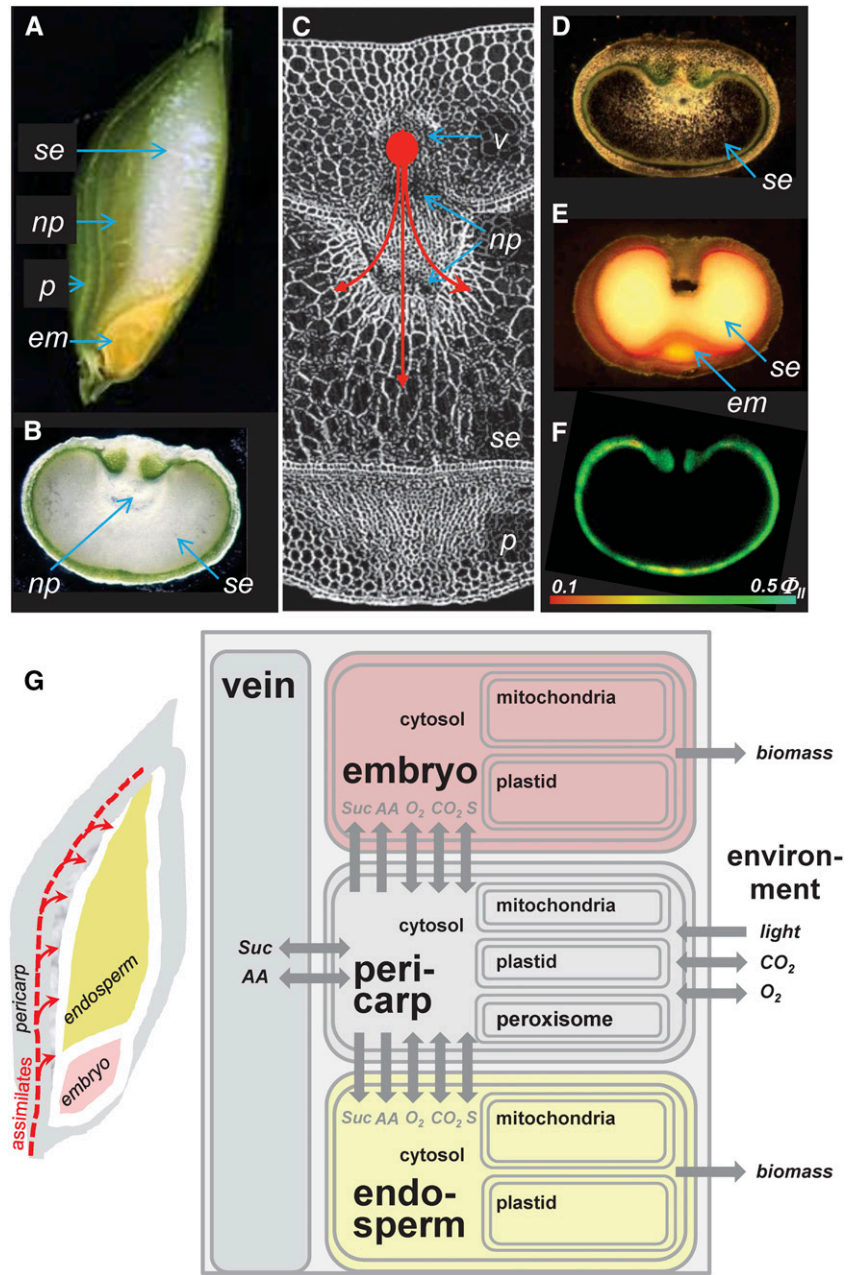 A
se
np
p
em
B
np
se
C
v
np
se
p
D
se
E
se
em
F
0.1 0.5 ΦII
G
pericarp
assimilates
endosperm
embryo
vein
cytosol
embryo
Suc AA O2 CO2 S
mitochondria
plastid
biomass
Suc
AA
cytosol
peri-
carp
mitochondria
plastid
peroxisome
environ-
ment
light
CO2
O2
Suc AA O2 CO2 S
cytosol
endo-
sperm
mitochondria
plastid
biomass